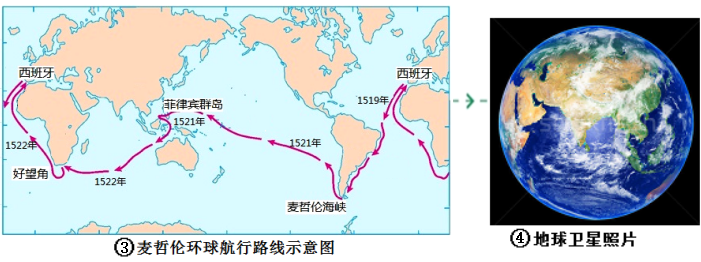 西班牙
西班牙
1519年
菲律宾群岛
1521年
1521年
1522年
1522年
好望角
麦哲伦海峡
③麦哲伦环球航行路线示意图
④地球卫星照片